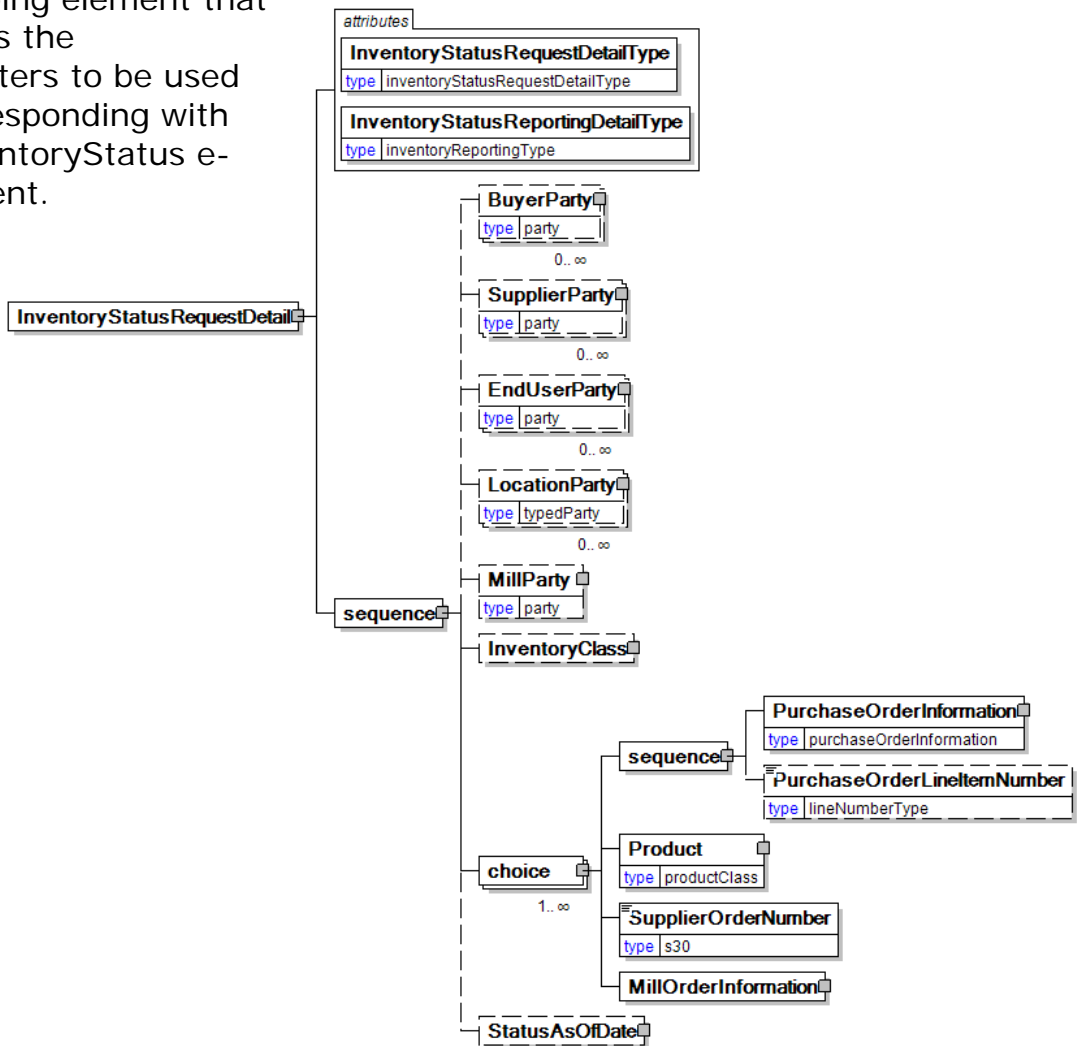 ing element that
s the
ters to be used
esponding with
ntoryStatus e-
ent.
attributes
InventoryStatusRequestDetailType
type inventoryStatusRequestDetailType
InventoryStatusReportingDetailType
type inventoryReportingType
BuyerParty
type party
0.. ∞
SupplierParty
type party
0.. ∞
InventoryStatusRequestDetail
EndUserParty
type party
0.. ∞
LocationParty
type typedParty
0.. ∞
MillParty
type party
sequence
InventoryClass
PurchaseOrderInformation
type purchaseOrderInformation
sequence
PurchaseOrderLineItemNumber
type lineNumberType
Product
type productClass
choice
1.. ∞
SupplierOrderNumber
type s30
MillOrderInformation
StatusAsOfDate